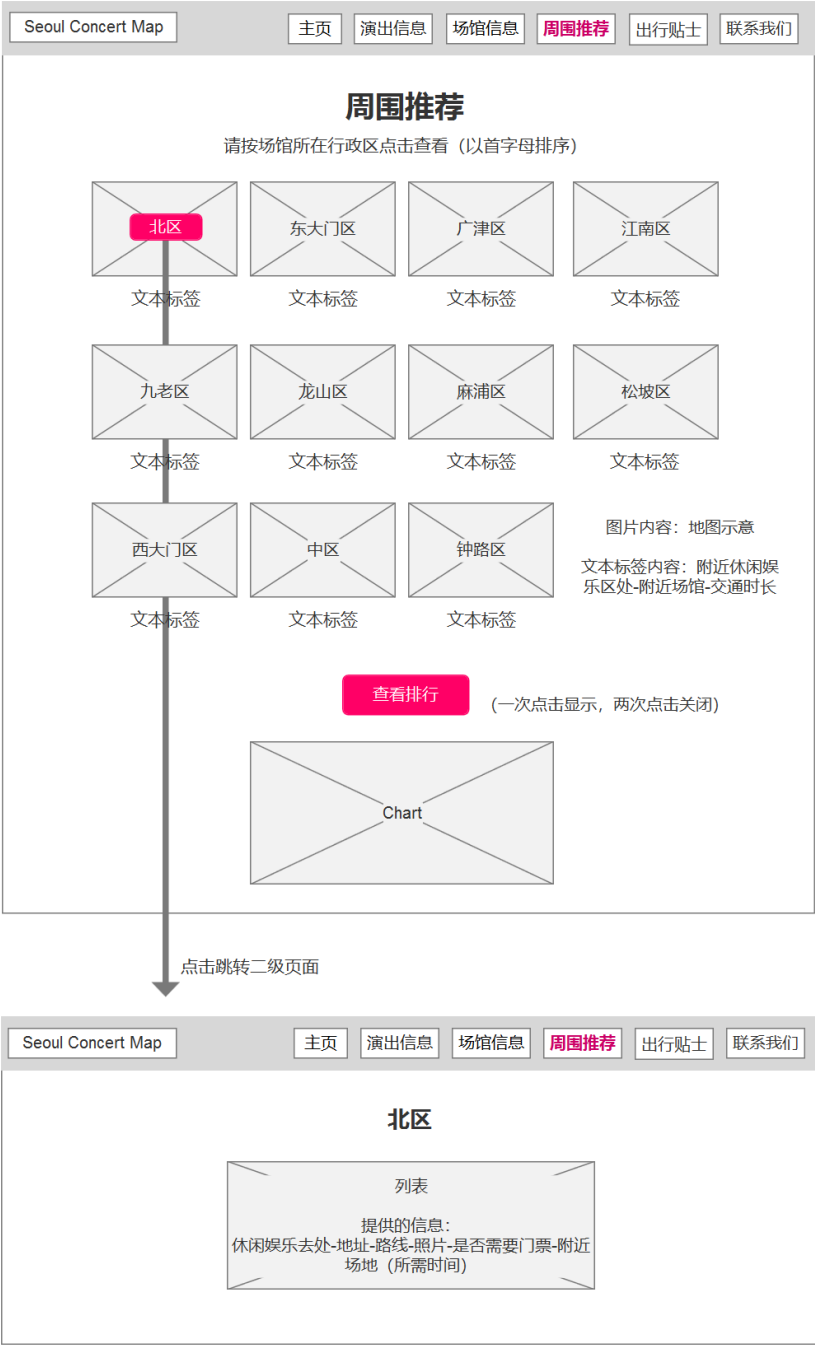 Seoul Concert Map
主页
演出信息
场馆信息
周围推荐
出行贴士
联系我们
周围推荐
请按场馆所在行政区点击查看（以首字母排序）
北区
东大门区
广津区
江南区
文本标签
文本标签
文本标签
文本标签
九老区
龙山区
麻浦区
松坡区
文本标签
文本标签
文本标签
文本标签
西大门区
中区
钟路区
图片内容：地图示意
文本标签内容：附近休闲娱
乐区处-附近场馆-交通时长
文本标签
文本标签
文本标签
查看排行
(一次点击显示，两次点击关闭)
Chart
点击跳转二级页面
Seoul Concert Map
主页
演出信息
场馆信息
周围推荐
出行贴士
联系我们
北区
列表
提供的信息：
休闲娱乐去处-地址-路线-照片-是否需要门票-附近
场地（所需时间）